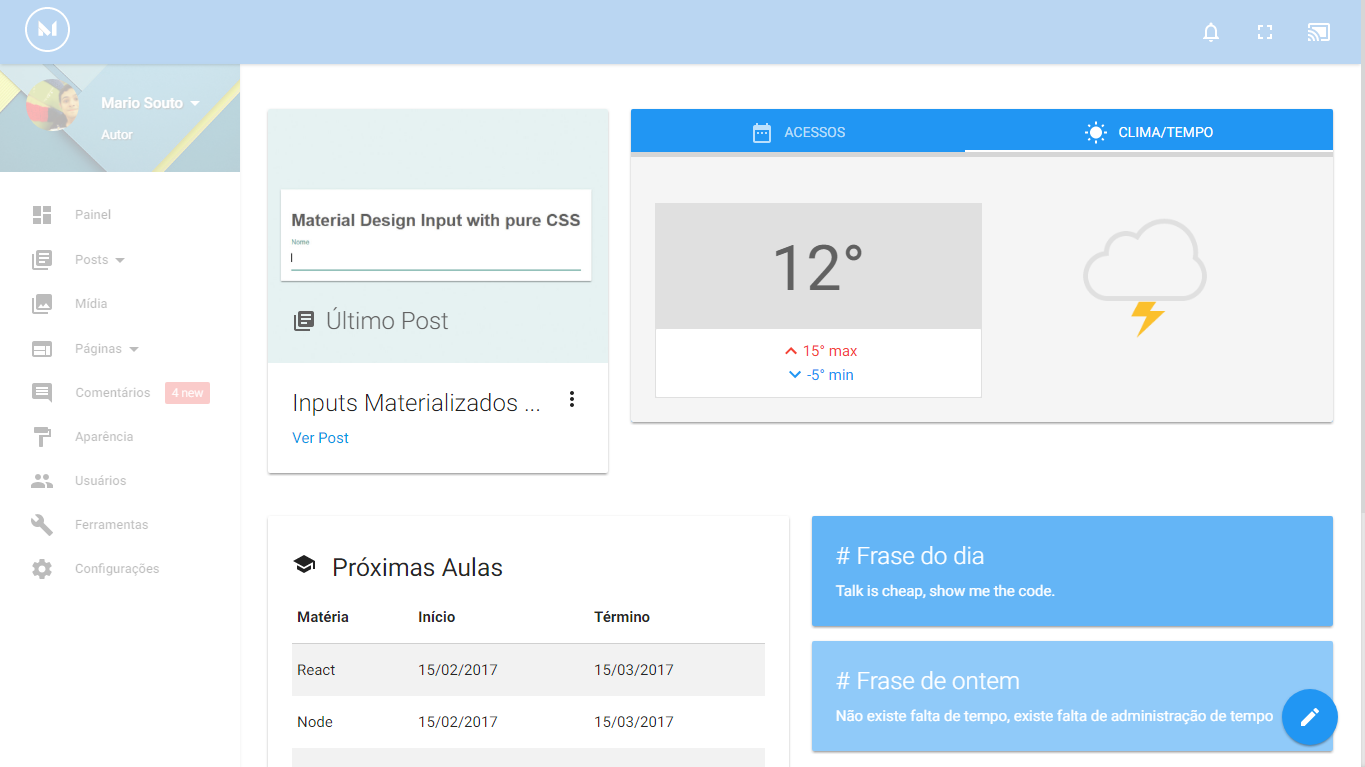 M
Mario Souto
Autor
Painel
Posts
Mídia
Páginas
Comentários 4 new
Aparência
Usuários
Ferramentas
Configurações
Material Design Input with pure CSS
Nome
Último Post
Inputs Materializados ...
Ver Post
ACESSOS CLIMA/TEMPO
12°
15° max
-5° min
Próximas Aulas
Matéria Início Término
React 15/02/2017 15/03/2017
Node 15/02/2017 15/03/2017
# Frase do dia
Talk is cheap, show me the code.
# Frase de ontem
Não existe falta de tempo, existe falta de administração de tempo